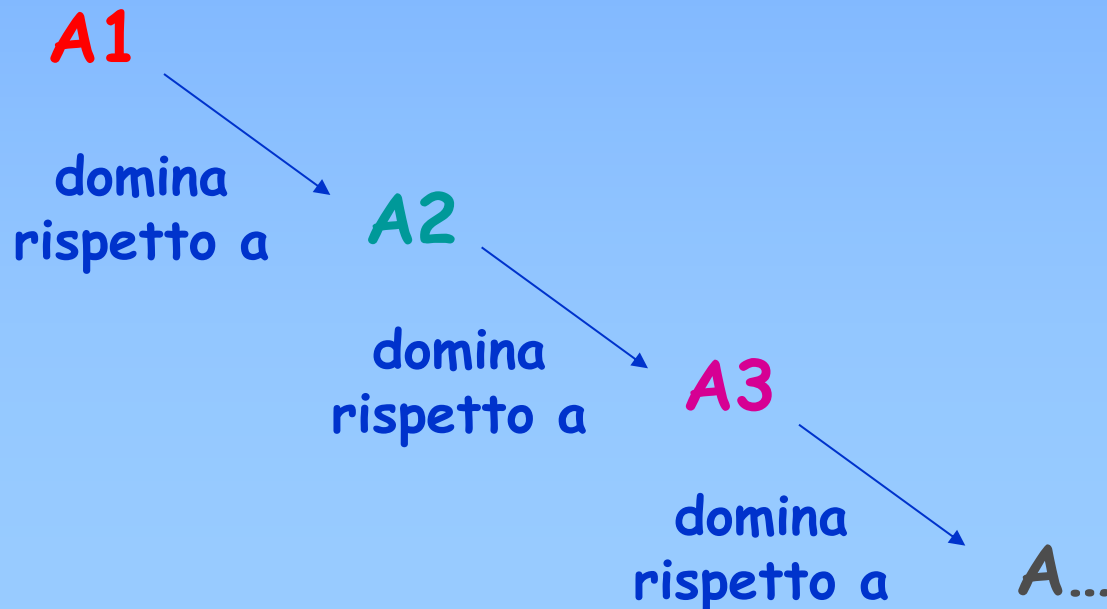 A1
domina
rispetto a
A2
domina
rispetto a
A3
domina
rispetto a
A...